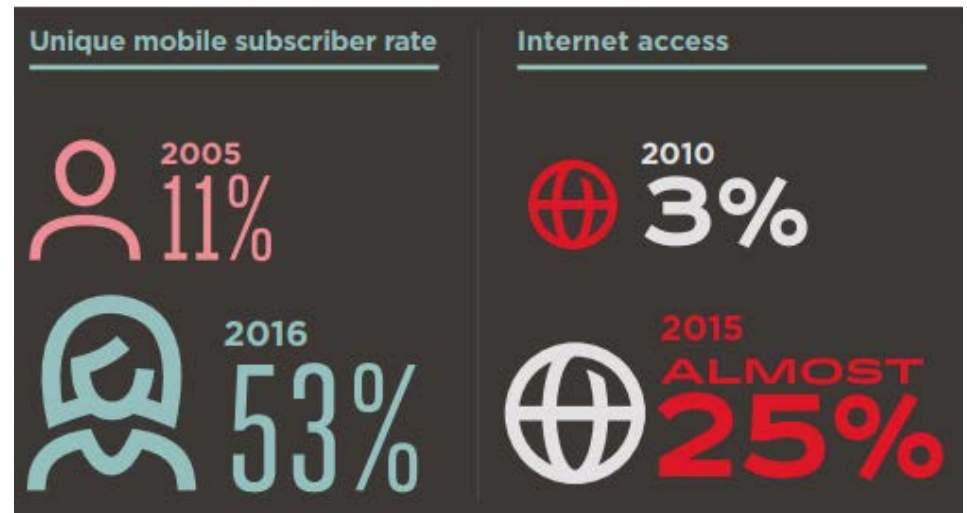 Unique mobile subscriber rate
2005
11%
2016
53%
Internet access
2010
3%
2015
ALMOST
25%